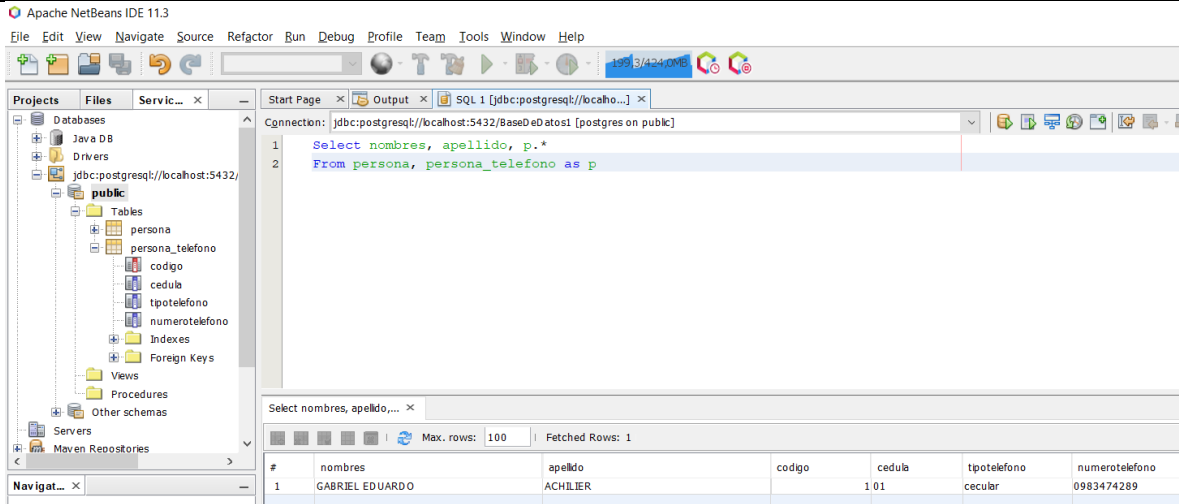 Apache NetBeans IDE 11.3
File Edit View Navigate Source Refactor Run Debug Profile Team Tools Window Help
199,3/424,0MB
Projects Files Servic... × Start Page × Output × SQL 1 [jdbc:postgresql://localho...] ×
Databases
Connection: jdbc:postgresql://localhost:5432/BaseDeDatos1 [postgres on public]
Java DB
1 Select nombres, apellido, p.*
Drivers
2 From persona, persona_telefono as p
jdbc:postgresql://localhost:5432/
public
Tables
persona
persona_telefono
codigo
cedula
tipotelefono
numerotelefono
Indexes
Foreign Keys
Views
Procedures
Other schemas
Servers
Maven Repositories
Select nombres, apellido,... ×
Max. rows: 100 Fetched Rows: 1
# nombres apellido codigo cedula tipotelefono numerotelefono
1 GABRIEL EDUARDO ACHILIER 1 01 cecular 0983474289
Navigat... ×